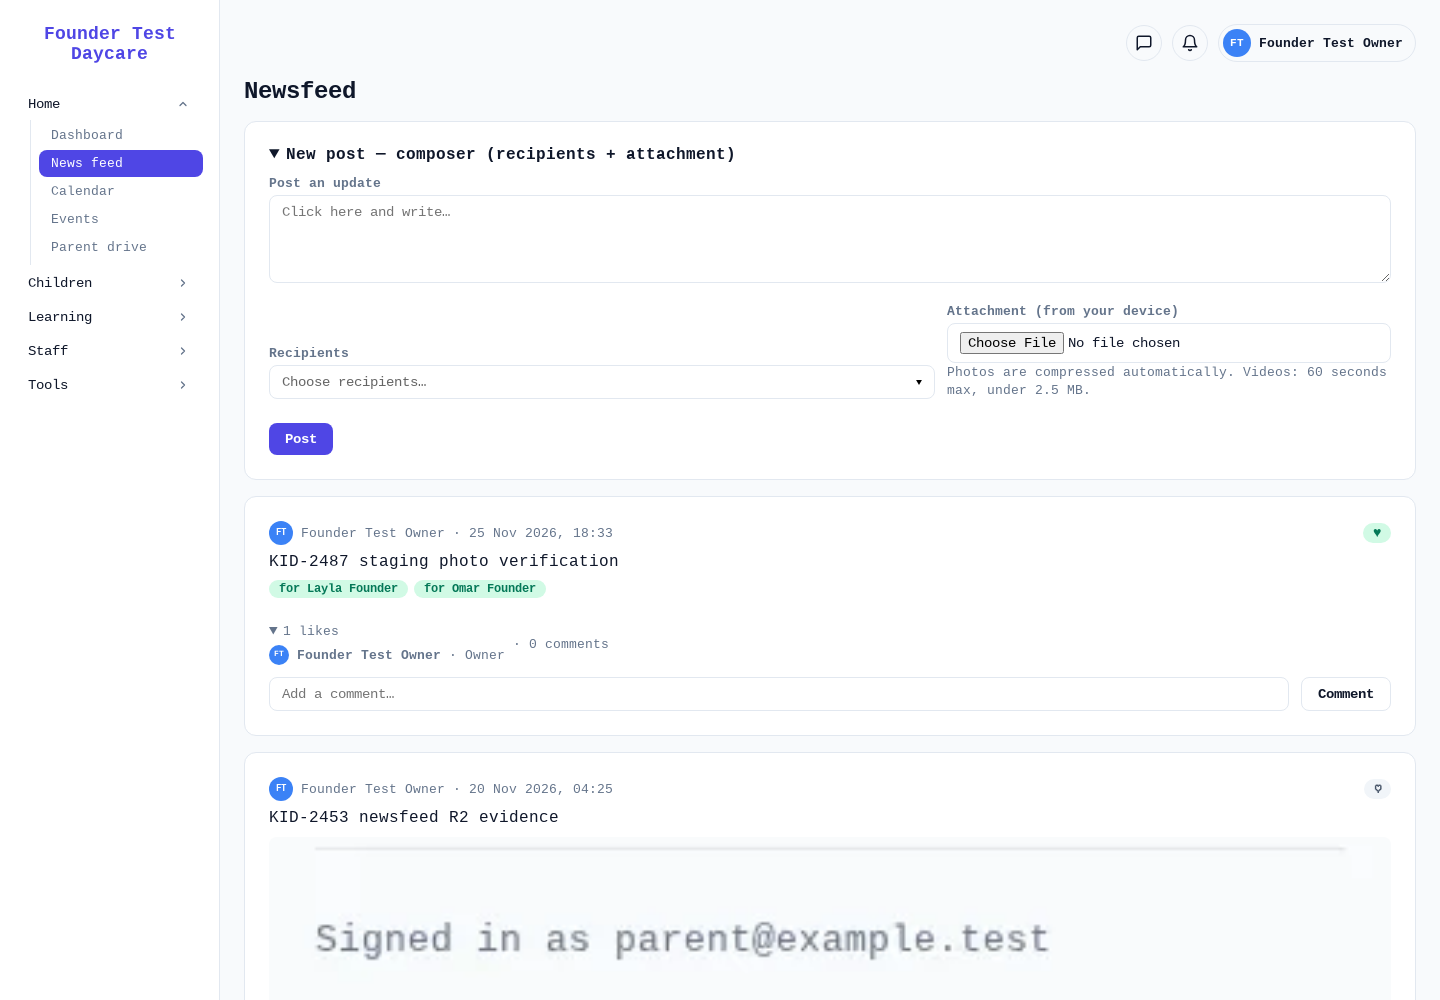 Founder Test
Daycare
Home
Dashboard
News feed
Calendar
Events
Parent drive
Children
Learning
Staff
Tools
FT Founder Test Owner
Newsfeed
▼ New post — composer (recipients + attachment)
Post an update
Click here and write…
Recipients
Choose recipients…
Attachment (from your device)
Choose File No file chosen
Photos are compressed automatically. Videos: 60 seconds
max, under 2.5 MB.
Post
FT Founder Test Owner · 25 Nov 2026, 18:33
♥
KID-2487 staging photo verification
for Layla Founder for Omar Founder
▼ 1 likes
FT Founder Test Owner · Owner · 0 comments
Add a comment…
Comment
FT Founder Test Owner · 20 Nov 2026, 04:25
♡
KID-2453 newsfeed R2 evidence
Signed in as parent@example.test